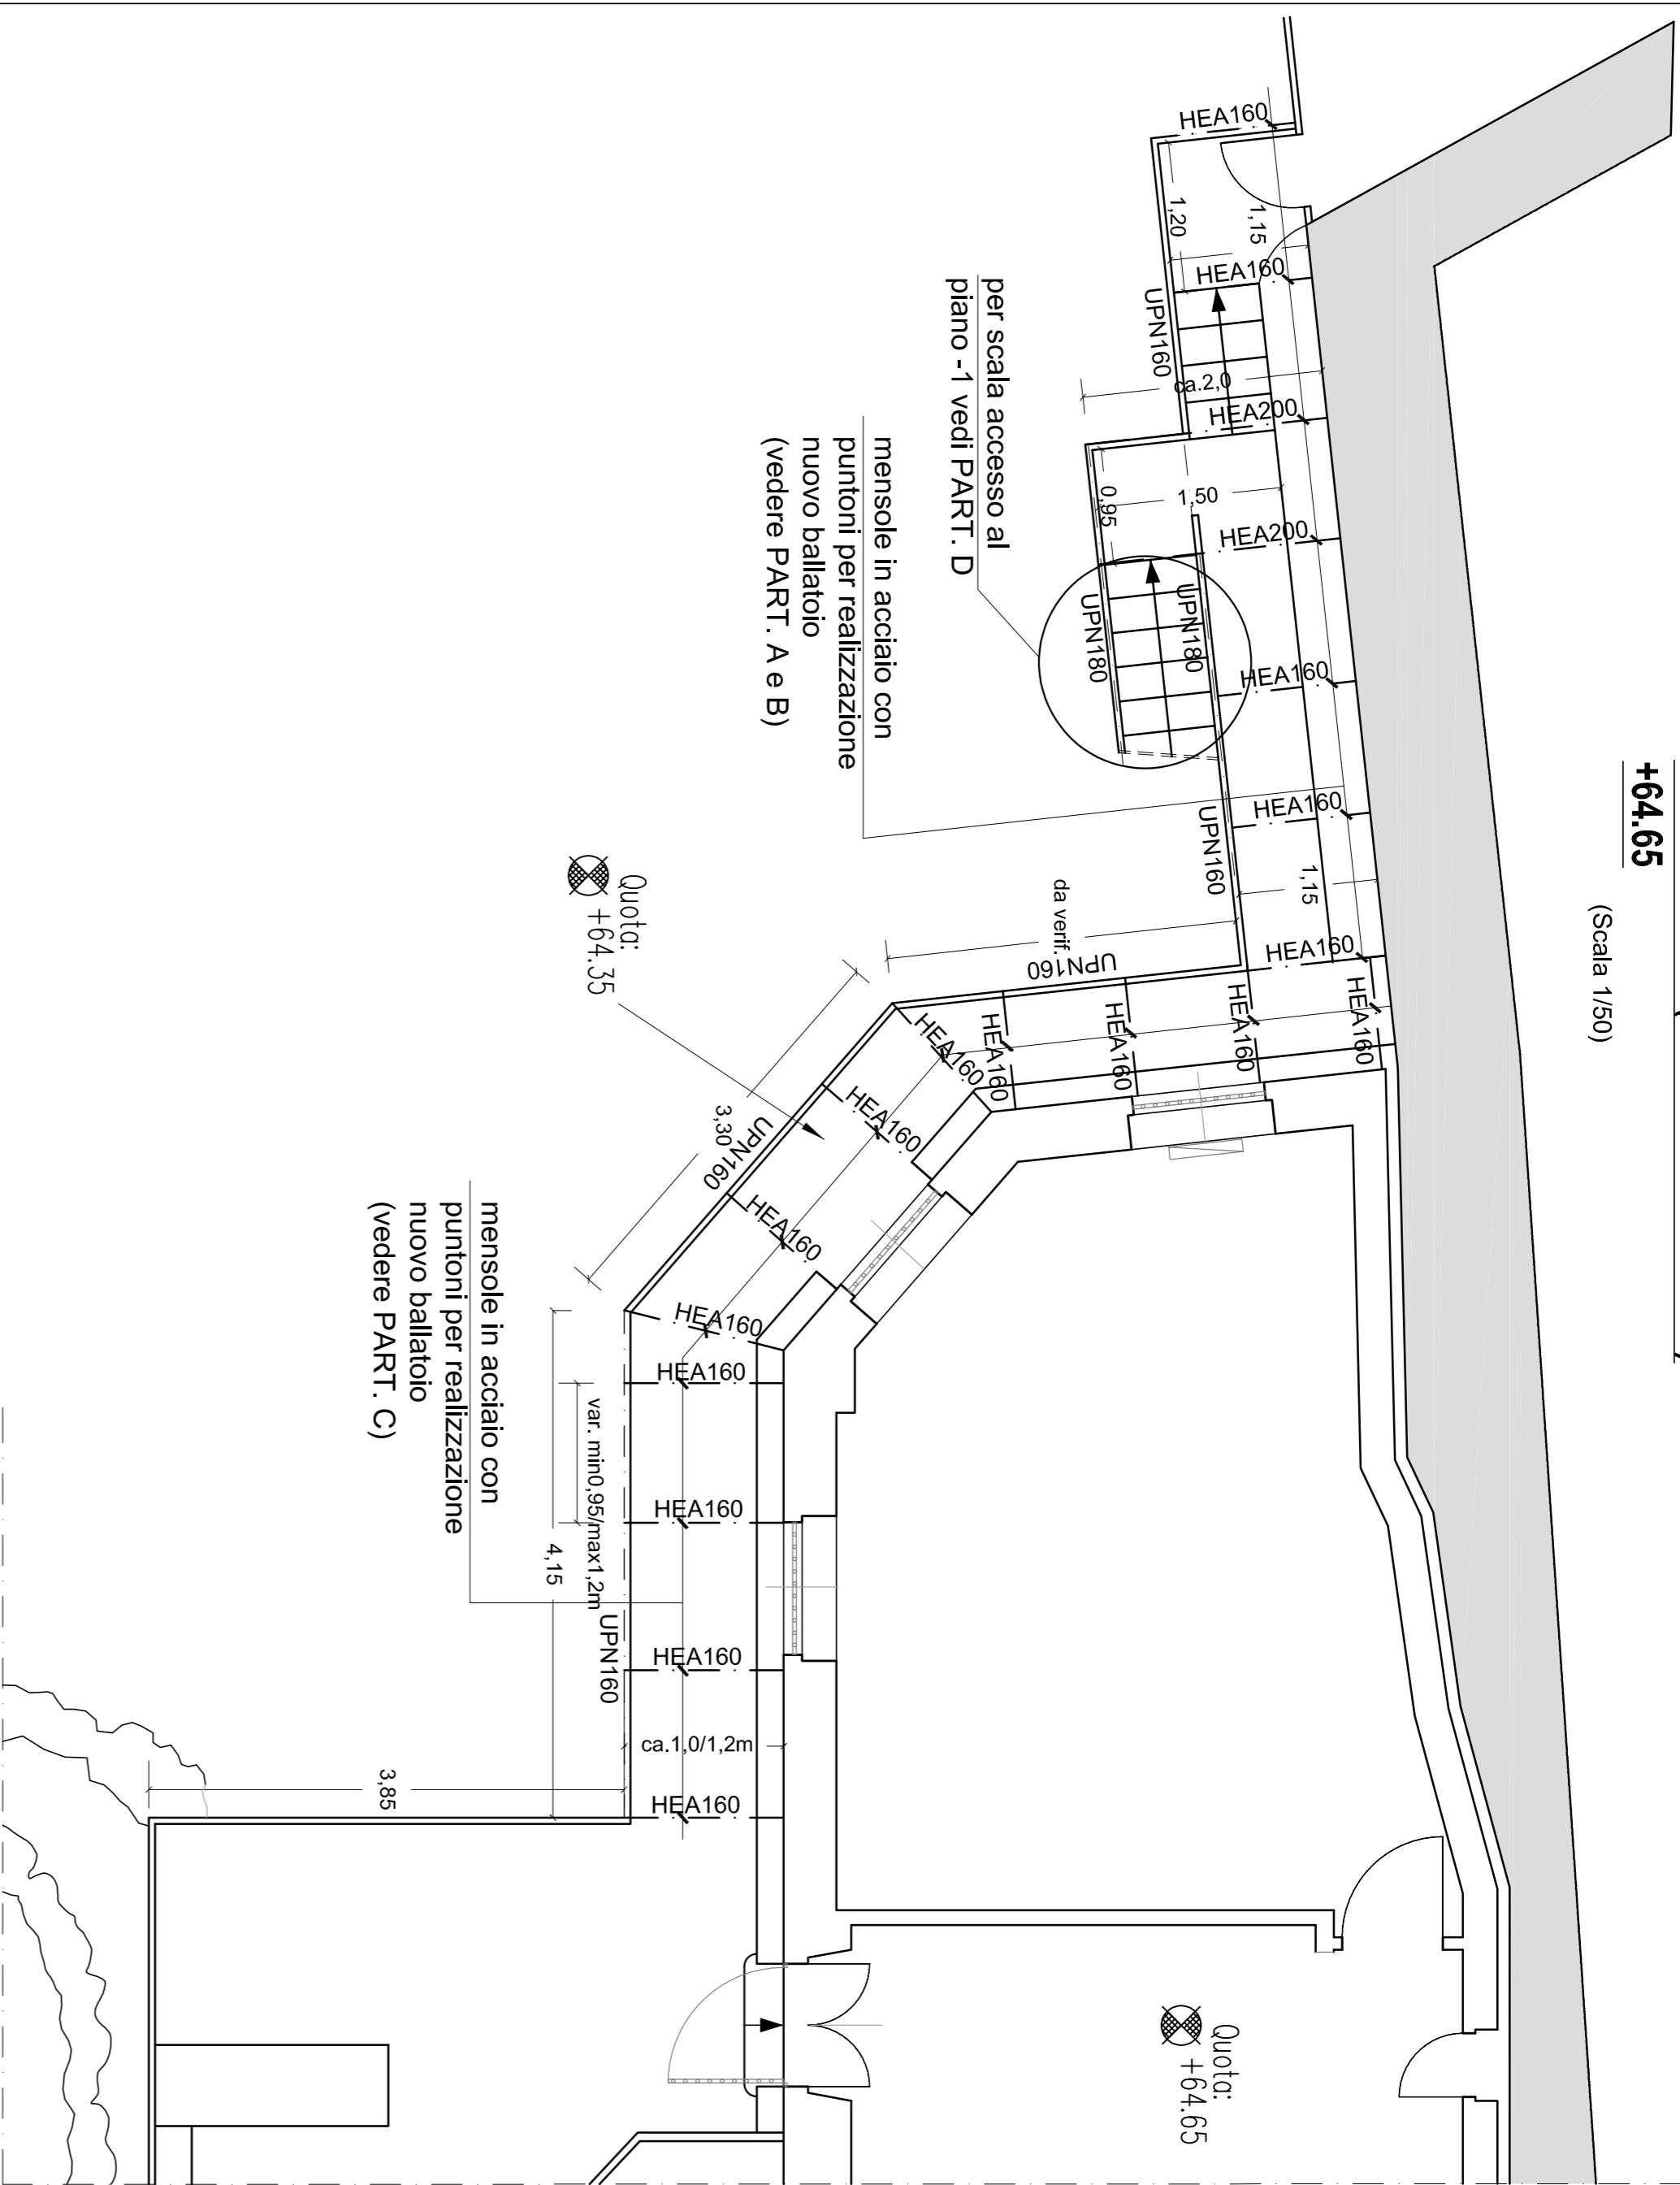 +64.65
(Scala 1/50)
HEA160
1,20
1,15
HEA160
UPN160
ca.2,0
HEA200
0,95
1,50
HEA200
UPN180
UPN180
HEA160
HEA160
UPN160
1,15
HEA160
per scala accesso al
piano -1 vedi PART. D
mensole in acciaio con
puntoni per realizzazione
nuovo ballatoio
(vedere PART. A e B)
da verif.
UPN160
HEA160
HEA160
HEA160
HEA160
Quota:
+64.35
HEA160
HEA160
HEA160
HEA160
3,30
UPN160
mensole in acciaio con
puntoni per realizzazione
nuovo ballatoio
(vedere PART. C)
HEA160
HEA160
HEA160
HEA160
var. min0,95/max1,2m
4,15
UPN160
ca.1,0/1,2m
3,85
Quota:
+64.65